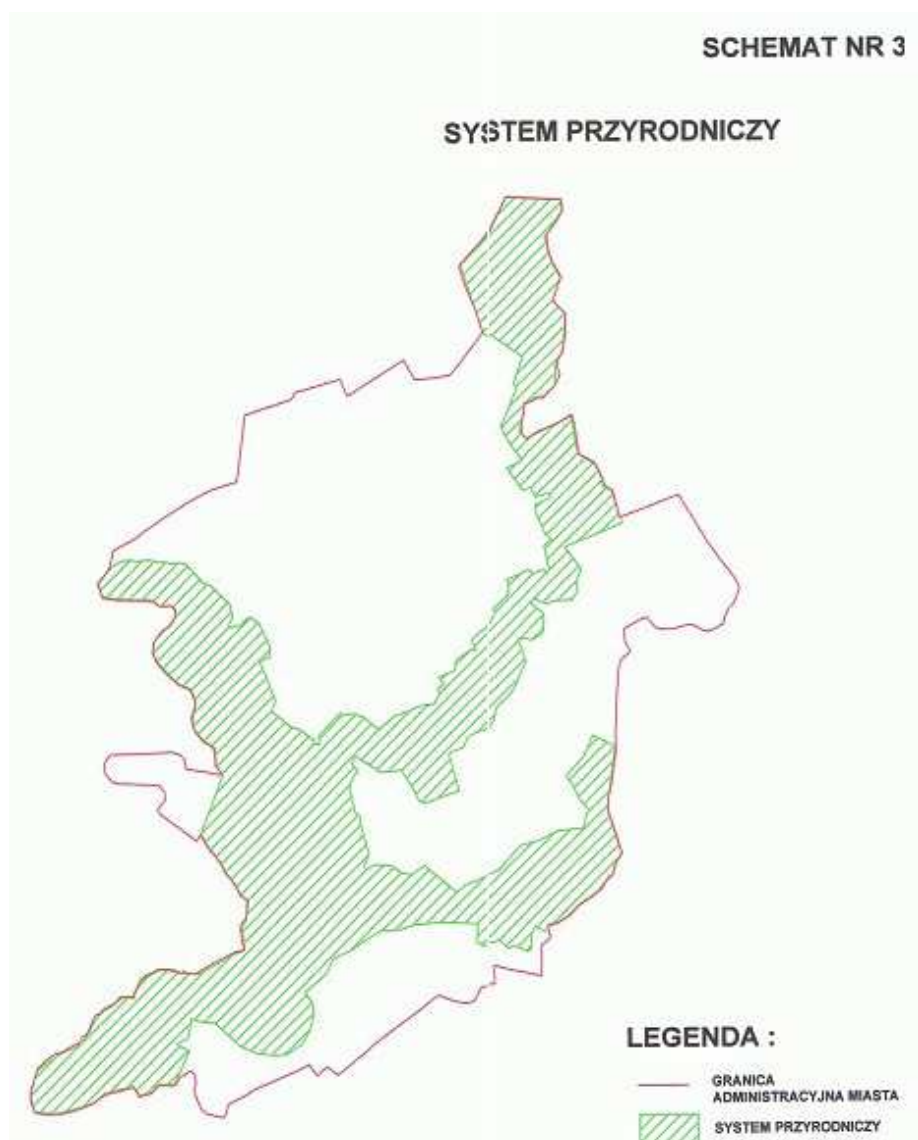 SCHEMAT NR 3
SYSTEM PRZYRODNICZY
LEGENDA :
GRANICA
ADMINISTRACYJNA MIASTA
SYSTEM PRZYRODNICZY